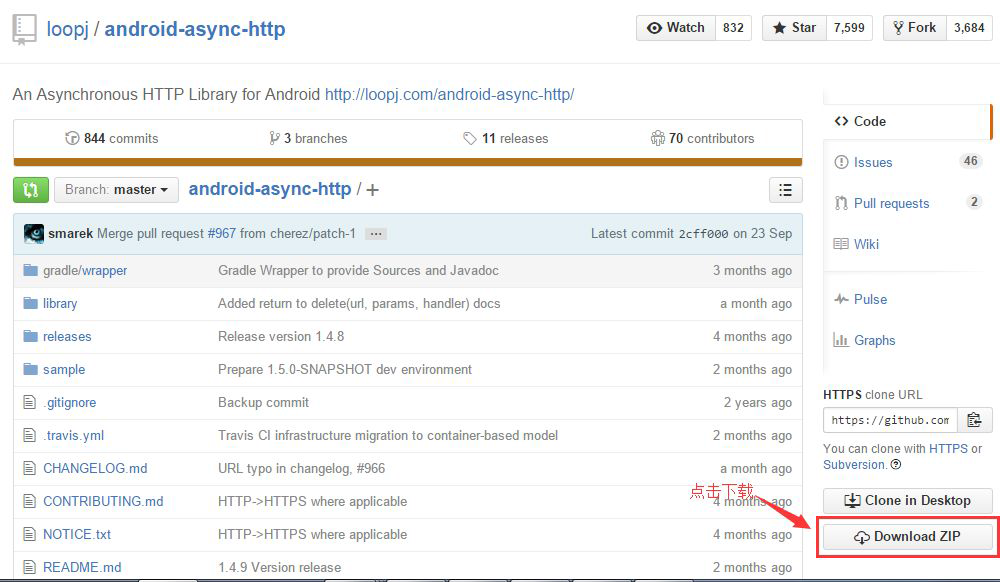 loopj / android-async-http
Watch 832 Star 7,599 Fork 3,684
An Asynchronous HTTP Library for Android http://loopj.com/android-async-http/
844 commits 3 branches 11 releases 70 contributors
Branch: master android-async-http / +
smarek Merge pull request #967 from cherez/patch-1 … Latest commit 2cff000 on 23 Sep
gradle/wrapper Gradle Wrapper to provide Sources and Javadoc 3 months ago
library Added return to delete(url, params, handler) docs a month ago
releases Release version 1.4.8 4 months ago
sample Prepare 1.5.0-SNAPSHOT dev environment 2 months ago
.gitignore Backup commit 2 years ago
.travis.yml Travis CI infrastructure migration to container-based model 2 months ago
CHANGELOG.md URL typo in changelog, #966 a month ago
CONTRIBUTING.md HTTP->HTTPS where applicable 4 months ago
NOTICE.txt HTTP->HTTPS where applicable 4 months ago
README.md 1.4.9 Version release 2 months ago
Code
Issues 46
Pull requests 2
Wiki
Pulse
Graphs
HTTPS clone URL
https://github.com
You can clone with HTTPS or
Subversion.
Clone in Desktop
点击下载
Download ZIP